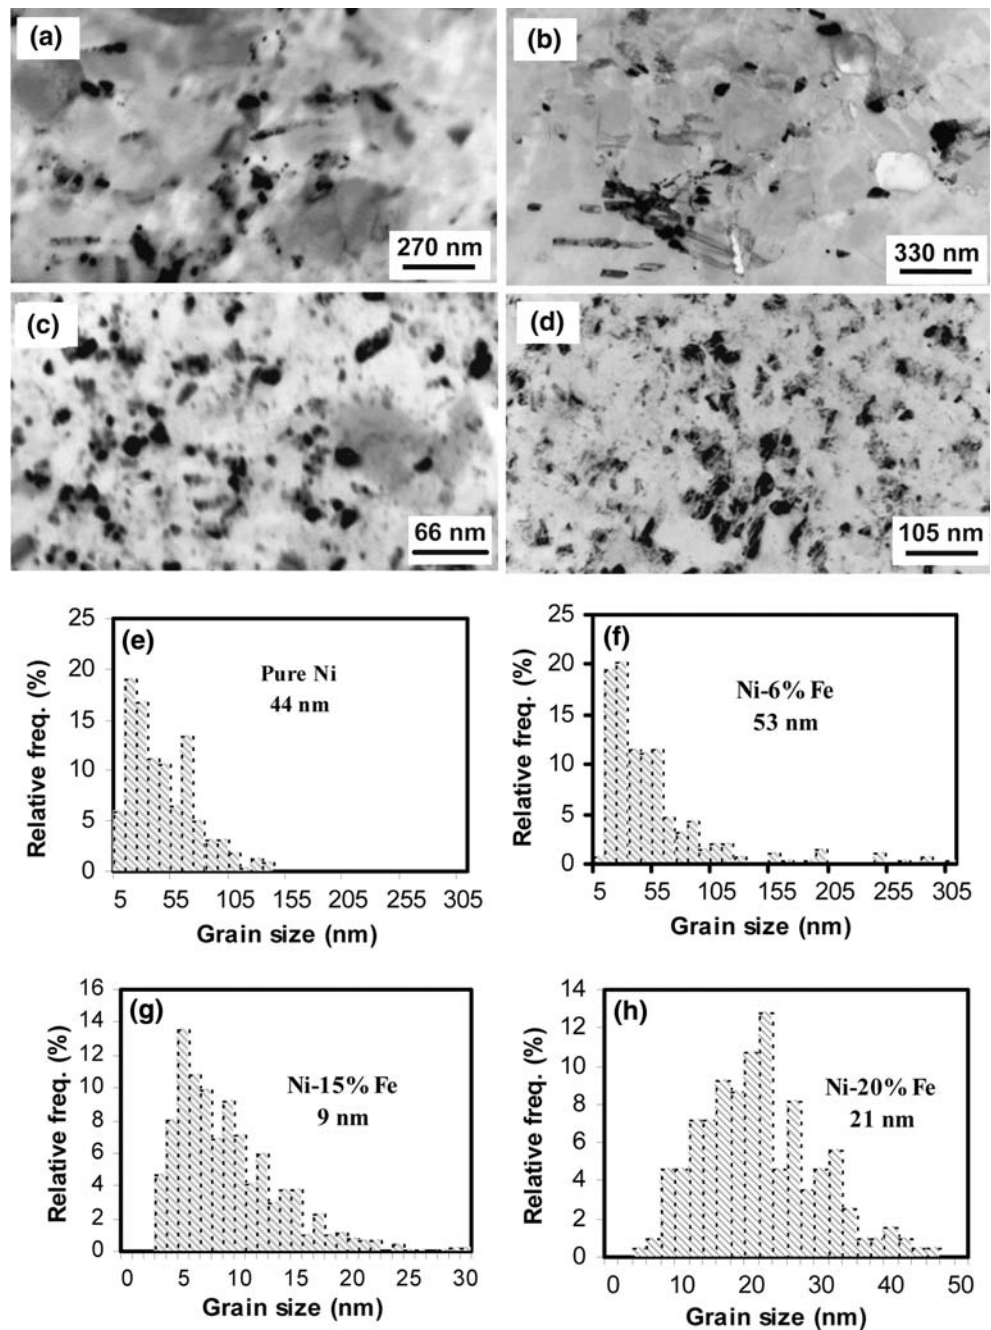 (a)
270 nm
(b)
330 nm
(c)
66 nm
(d)
105 nm
(e)
Pure Ni
44 nm
Relative freq. (%)
25
20
15
10
5
0
5 55 105 155 205 255 305
Grain size (nm)
(f)
Ni-6% Fe
53 nm
Relative freq. (%)
25
20
15
10
5
0
5 55 105 155 205 255 305
Grain size (nm)
(g)
Ni-15% Fe
9 nm
Relative freq. (%)
16
14
12
10
8
6
4
2
0
0 5 10 15 20 25 30
Grain size (nm)
(h)
Ni-20% Fe
21 nm
Relative freq. (%)
14
12
10
8
6
4
2
0
0 10 20 30 40 50
Grain size (nm)